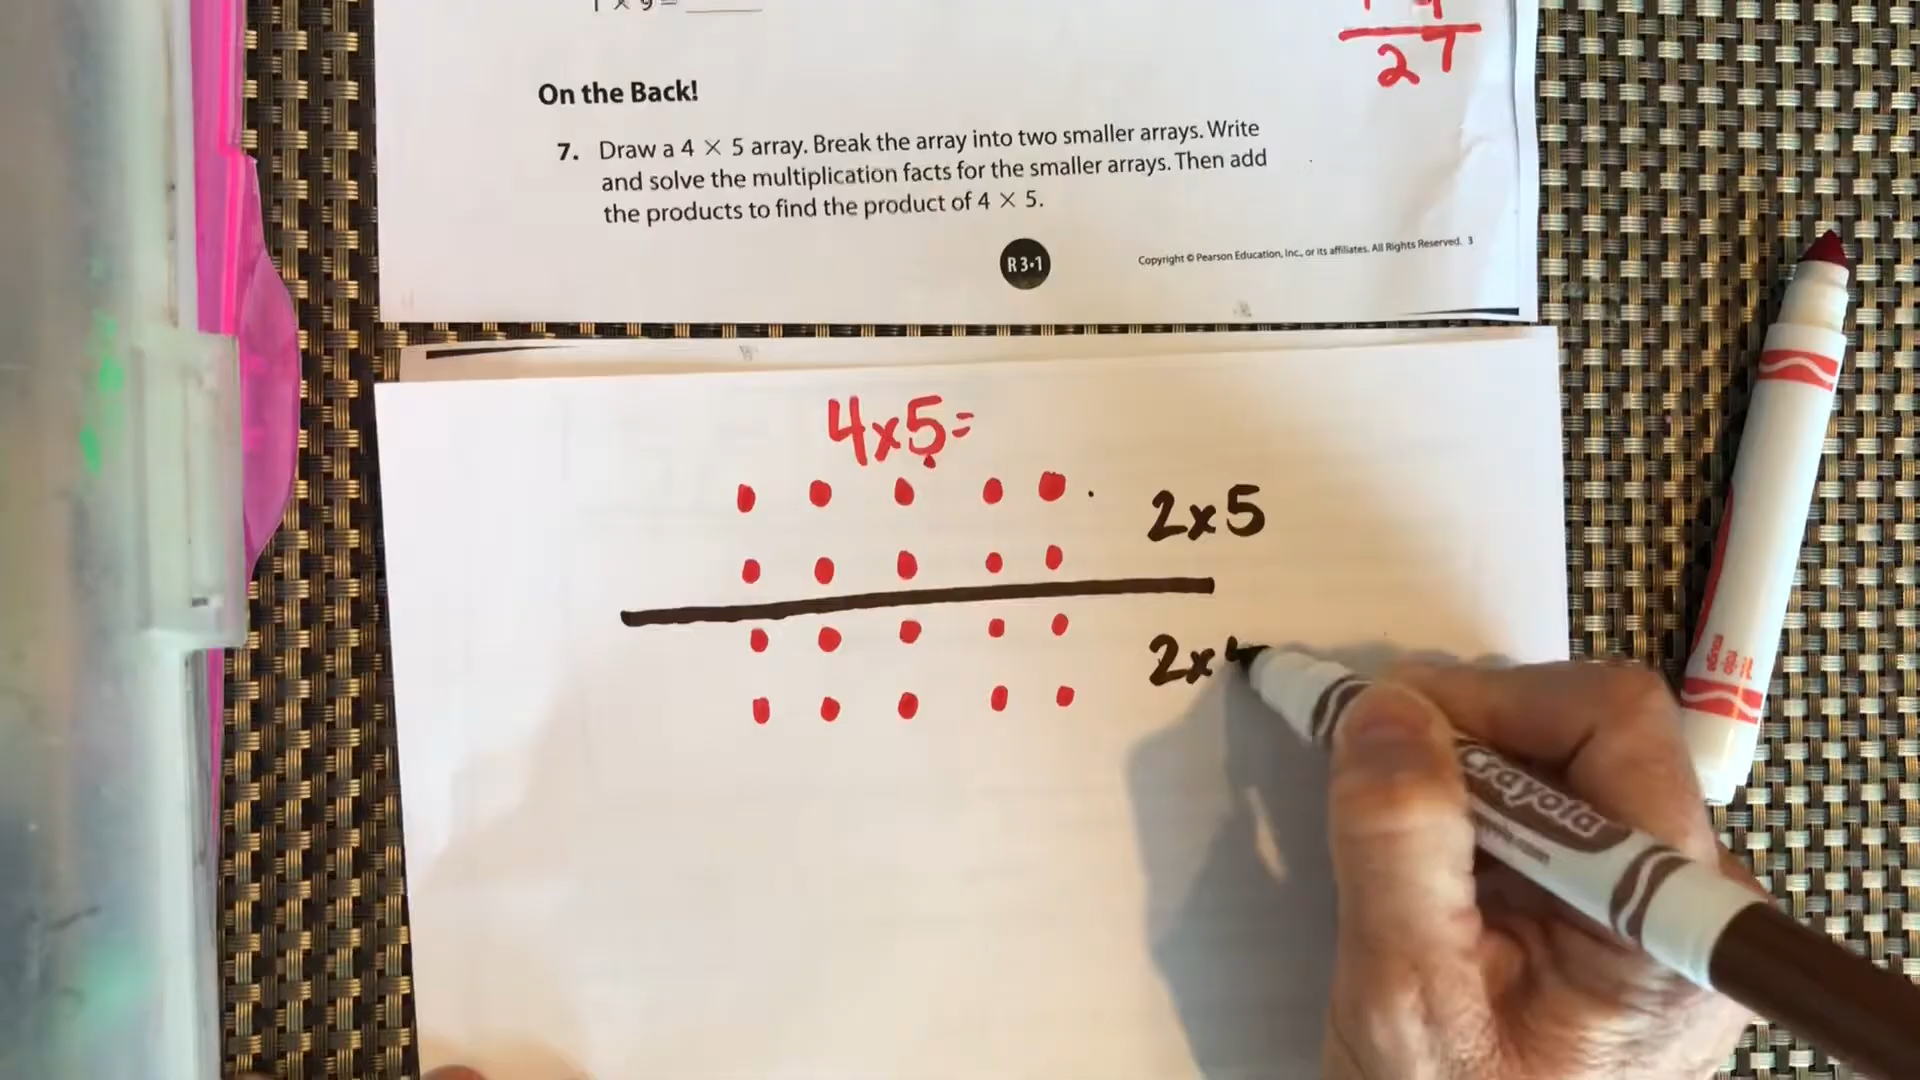 On the Back!
7. Draw a 4 × 5 array. Break the array into two smaller arrays. Write
and solve the multiplication facts for the smaller arrays. Then add
the products to find the product of 4 × 5.
R 3•1
Copyright © Pearson Education, Inc., or its affiliates. All Rights Reserved. 3
27
4x5=
2x5
2x
Crayola